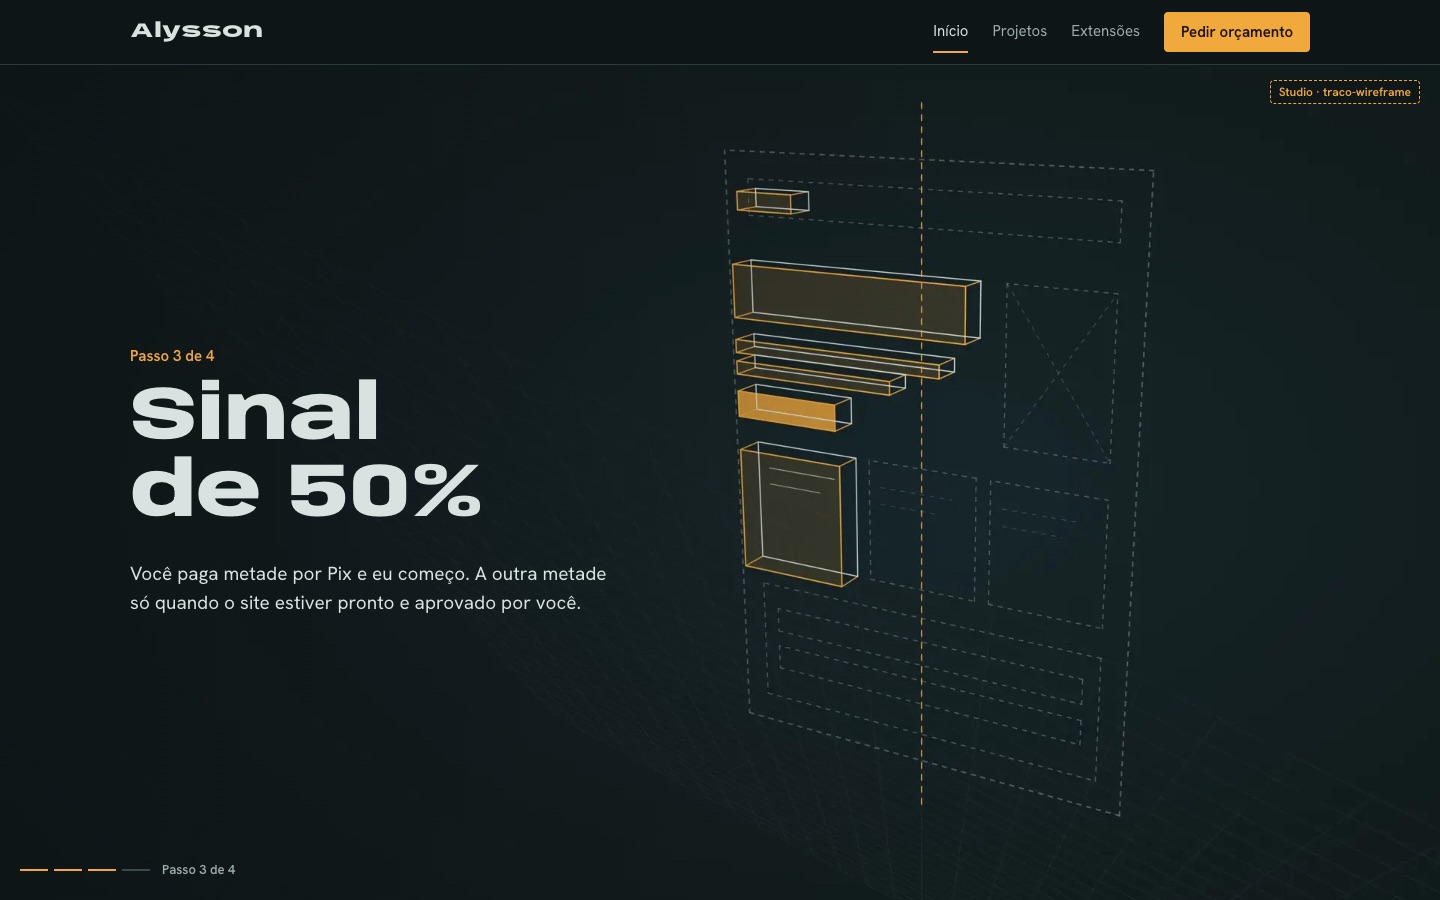 Alysson
Início
Projetos
Extensões
Pedir orçamento
Studio · traco-wireframe
Passo 3 de 4
Sinal
de 50%
Você paga metade por Pix e eu começo. A outra metade
só quando o site estiver pronto e aprovado por você.
Passo 3 de 4